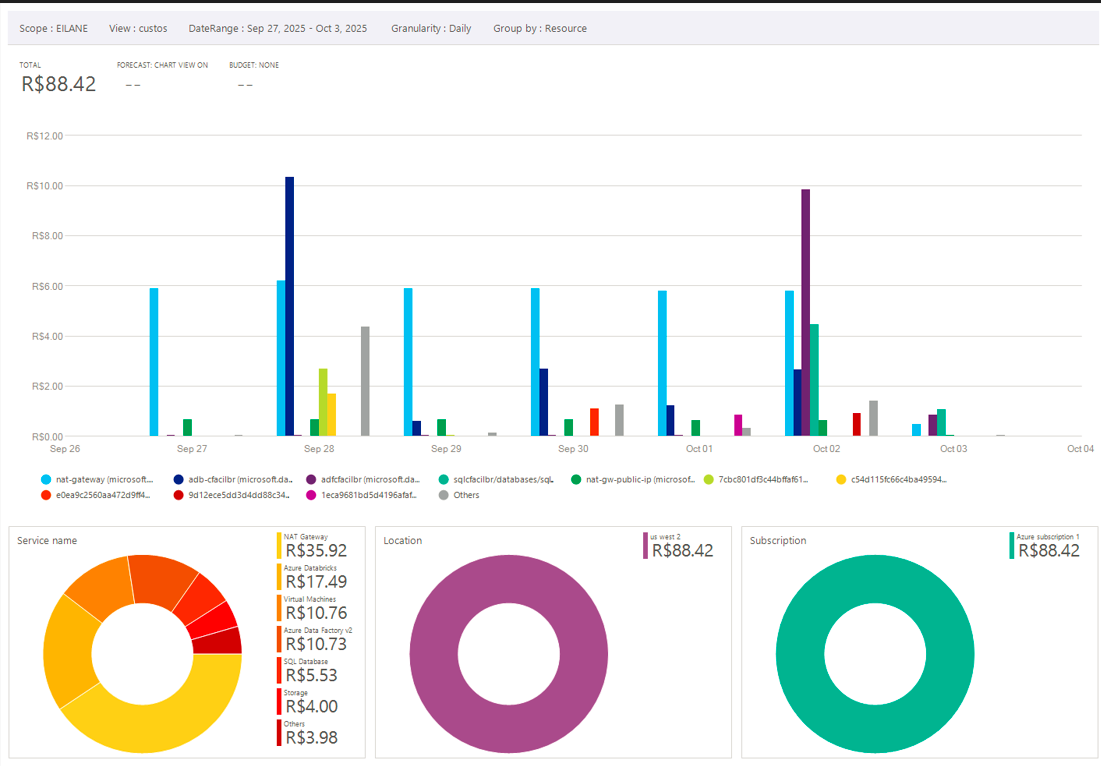 Scope : EILANE View : custos DateRange : Sep 27, 2025 - Oct 3, 2025 Granularity : Daily Group by : Resource
TOTAL FORECAST: CHART VIEW ON BUDGET: NONE
R$88.42 -- --
R$12.00
R$10.00
R$8.00
R$6.00
R$4.00
R$2.00
R$0.00
Sep 26 Sep 27 Sep 28 Sep 29 Sep 30 Oct 01 Oct 02 Oct 03 Oct 04
nat-gateway (microsoft.... adb-cfacilbr (microsoft.da... adfcfacilbr (microsoft.da... sqlcfacilbr/databases/sql... nat-gw-public-ip (microsof... 7cbc801df3c44bffaf61... c54d115fc66c4ba49594...
e0ea9c2560aa472d9ff4... 9d12ece5dd3d4dd88c34... 1eca9681bd5d4196afaf... Others
Service name
NAT Gateway
R$35.92
Azure Databricks
R$17.49
Virtual Machines
R$10.76
Azure Data Factory v2
R$10.73
SQL Database
R$5.53
Storage
R$4.00
Others
R$3.98
Location
us west 2
R$88.42
Subscription
Azure subscription 1
R$88.42